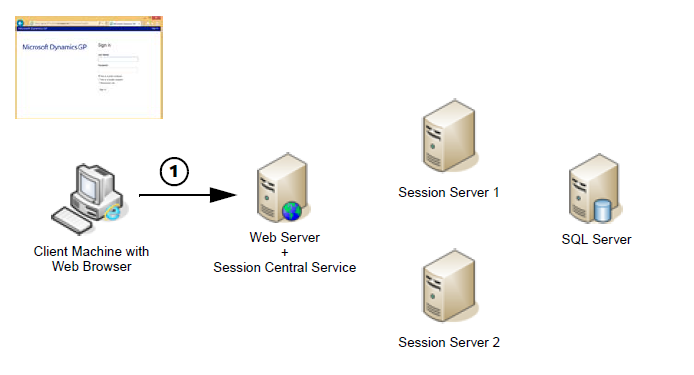 Microsoft Dynamics GP
Sign in
1
Client Machine with
Web Browser
Web Server
+
Session Central Service
Session Server 1
Session Server 2
SQL Server